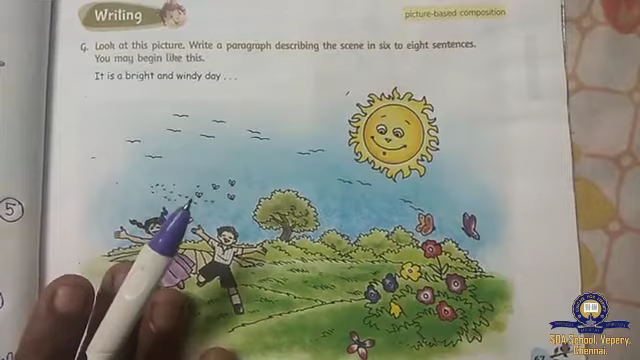 Writing
picture-based composition
G. Look at this picture. Write a paragraph describing the scene in six to eight sentences.
You may begin like this.
It is a bright and windy day . . .
5
SDA School, Vepery,
Chennai.